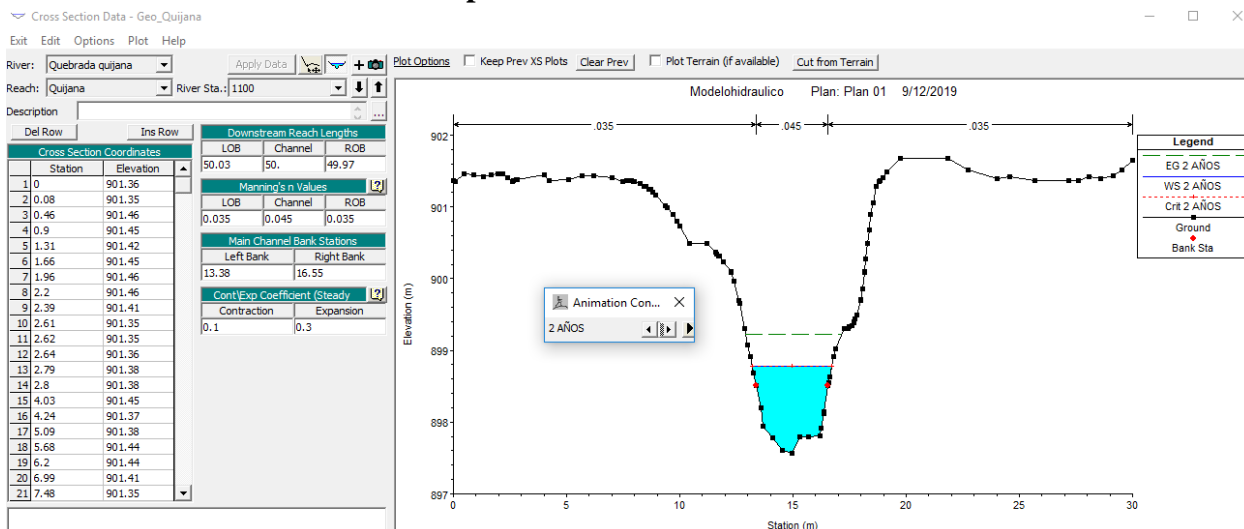 Cross Section Data - Geo_Quijana
Exit Edit Options Plot Help
River: Quebrada quijana Apply Data
Reach: Quijana River Sta.: 1100
Description ...
Del Row Ins Row
Cross Section Coordinates
Station Elevation
1 0 901.36
2 0.08 901.35
3 0.46 901.46
4 0.9 901.45
5 1.31 901.42
6 1.66 901.45
7 1.96 901.46
8 2.2 901.46
9 2.39 901.41
10 2.61 901.35
11 2.62 901.35
12 2.64 901.36
13 2.79 901.38
14 2.8 901.38
15 4.03 901.45
16 4.24 901.37
17 5.09 901.38
18 5.68 901.44
19 6.2 901.44
20 6.99 901.41
21 7.48 901.35
Downstream Reach Lengths
LOB Channel ROB
50.03 50. 49.97
Manning's n Values ?
LOB Channel ROB
0.035 0.045 0.035
Main Channel Bank Stations
Left Bank Right Bank
13.38 16.55
Cont\Exp Coefficient (Steady ?
Contraction Expansion
0.1 0.3
Plot Options Keep Prev XS Plots Clear Prev Plot Terrain (if available) Cut from Terrain
Modelohidraulico Plan: Plan 01 9/12/2019
.035 .045 .035
902
901
900
899
898
897
Elevation (m)
0 5 10 15 20 25 30
Station (m)
Animation Con...
2 AÑOS
Legend
EG 2 AÑOS
WS 2 AÑOS
Crit 2 AÑOS
Ground
Bank Sta